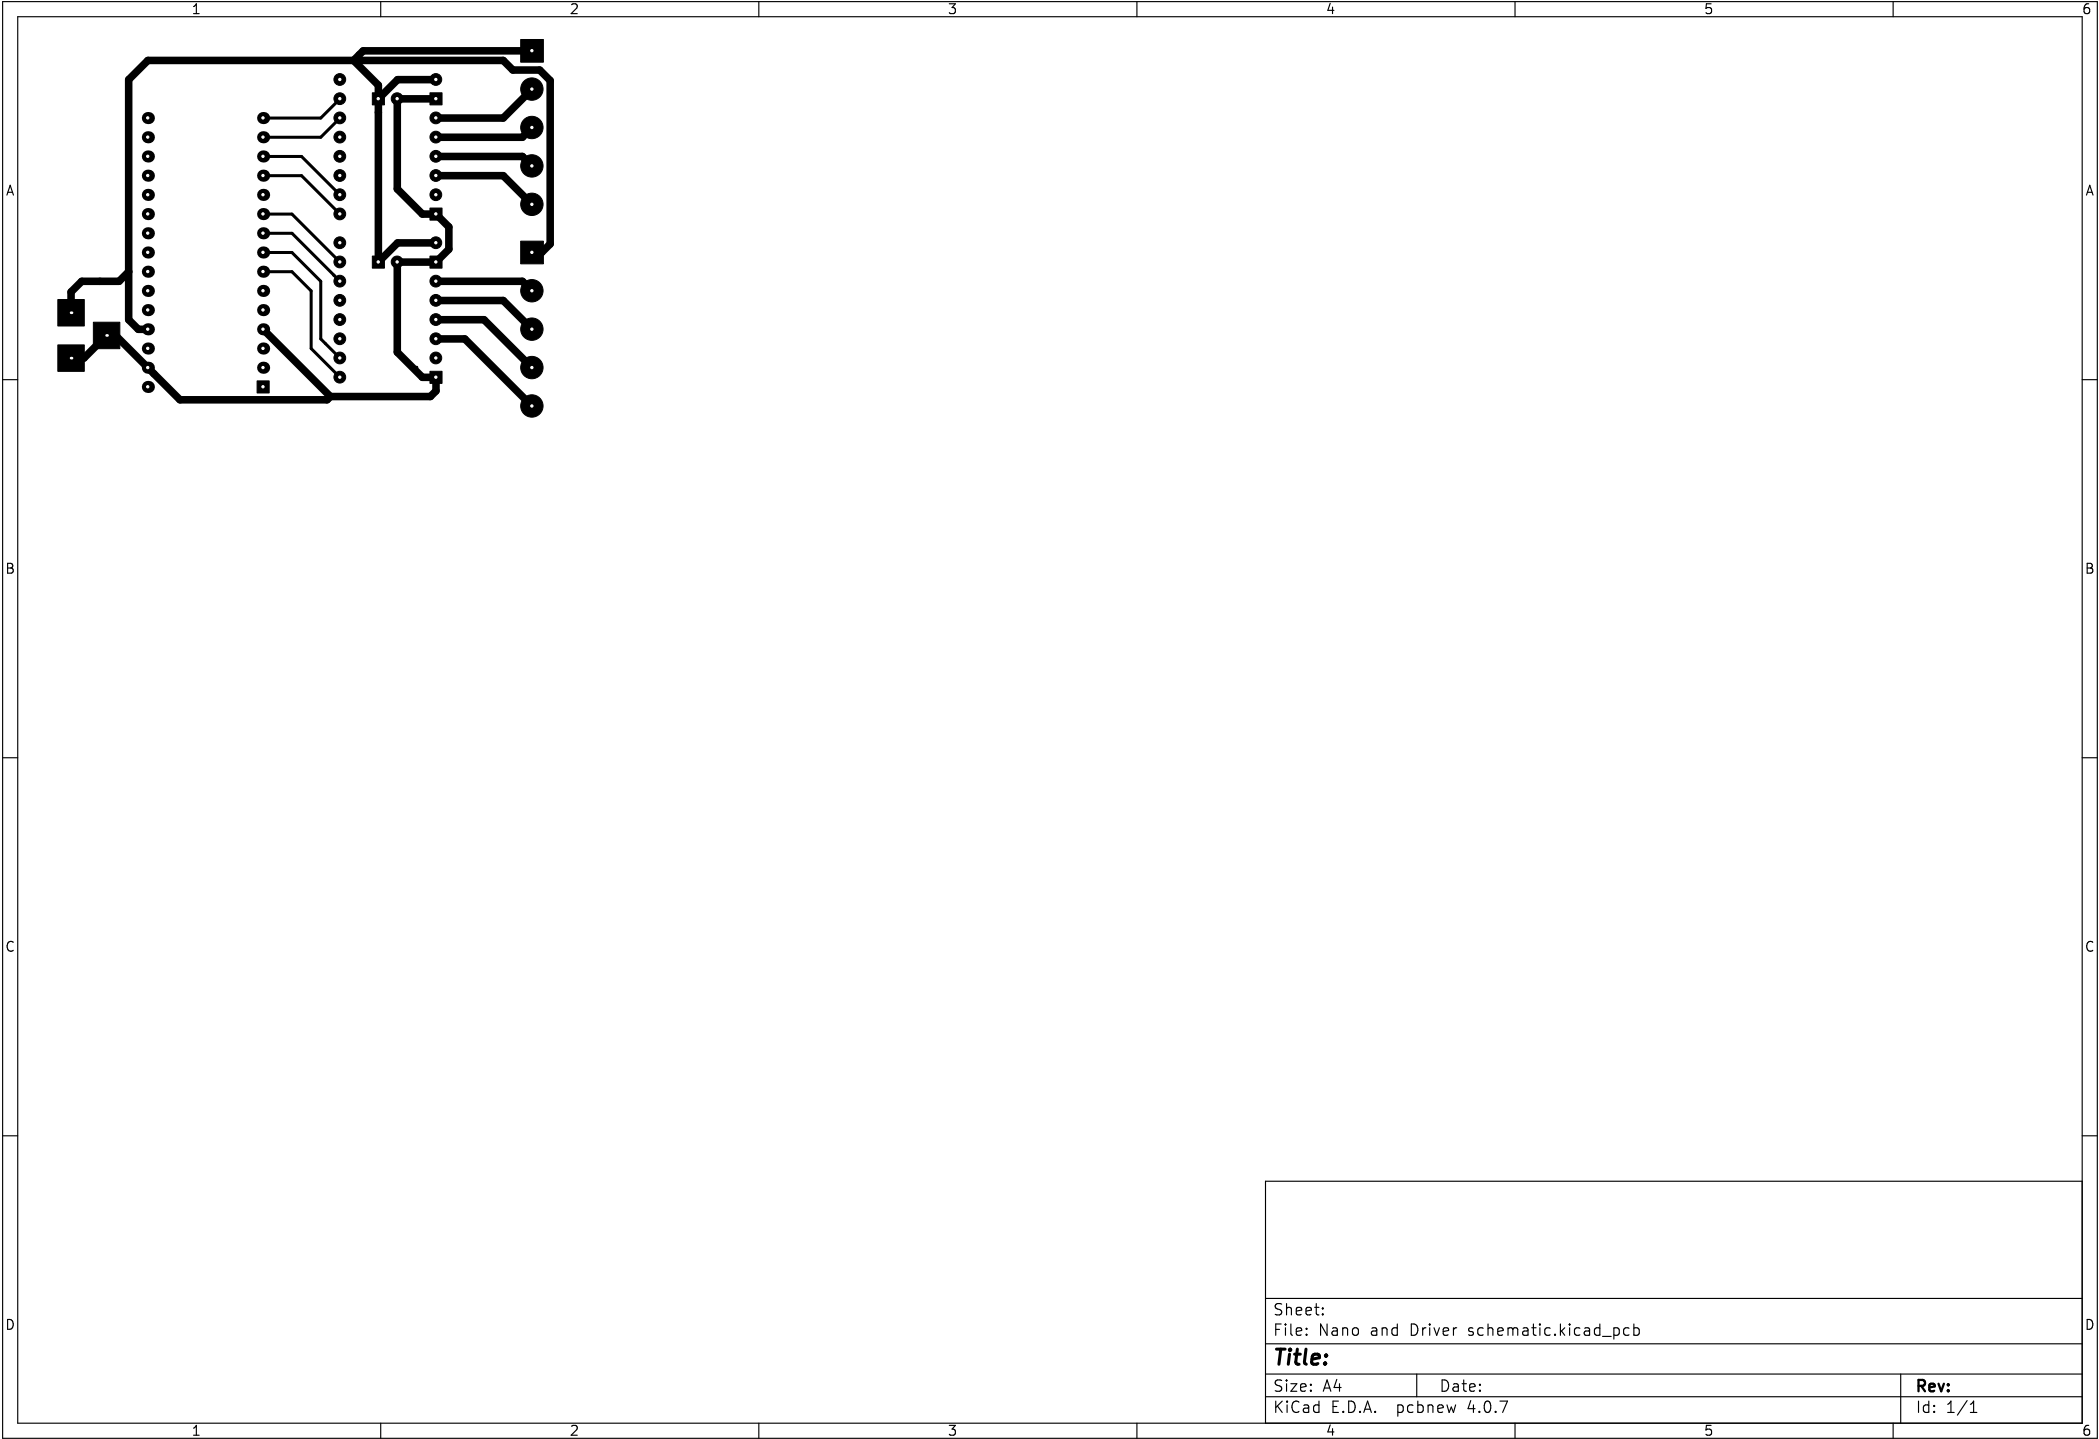 1 2 3 4 5 6
A A
B B
C C
D D
Sheet:
File: Nano and Driver schematic.kicad_pcb
Title:
Size: A4 Date: Rev:
KiCad E.D.A. pcbnew 4.0.7 Id: 1/1
1 2 3 4 5 6